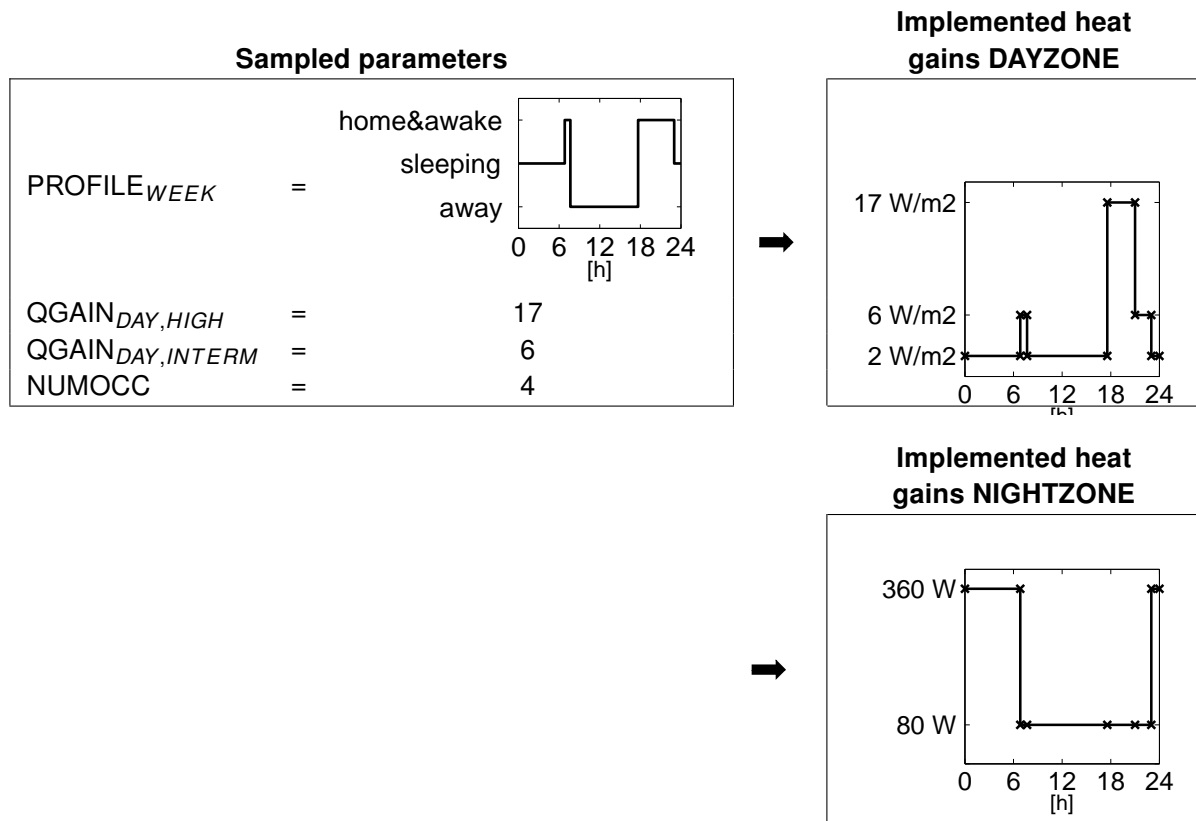 Sampled parameters
Implemented heat
gains DAYZONE
home&awake
sleeping
away
PROFILE_WEEK =
0 6 12 18 24
[h]
QGAIN_DAY,HIGH = 17
QGAIN_DAY,INTERM = 6
NUMOCC = 4
17 W/m2
6 W/m2
2 W/m2
0 6 12 18 24
[h]
Implemented heat
gains NIGHTZONE
360 W
80 W
0 6 12 18 24
[h]